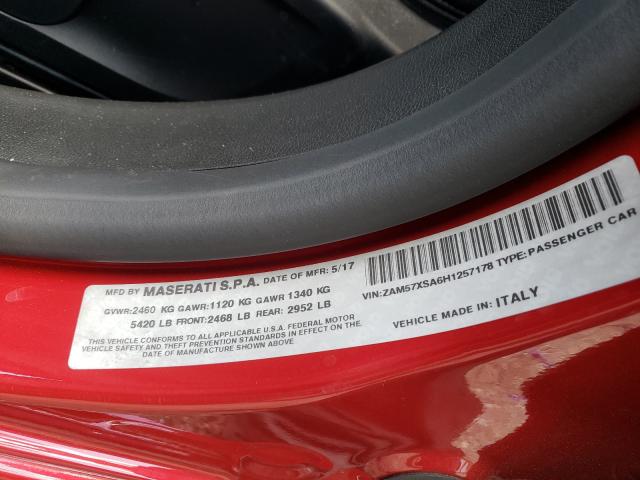 MFD BY MASERATI S.P.A. DATE OF MFR: 5/17
GVWR:2460 KG GAWR:1120 KG GAWR 1340 KG
5420 LB FRONT:2468 LB REAR: 2952 LB
THIS VEHICLE CONFORMS TO ALL APPLICABLE U.S.A. FEDERAL MOTOR
VEHICLE SAFETY AND THEFT PREVENTION STANDARDS IN EFFECT ON THE
DATE OF MANUFACTURE SHOWN ABOVE
VIN:ZAM57XSA6H1257178 TYPE:PASSENGER CAR
VEHICLE MADE IN: ITALY